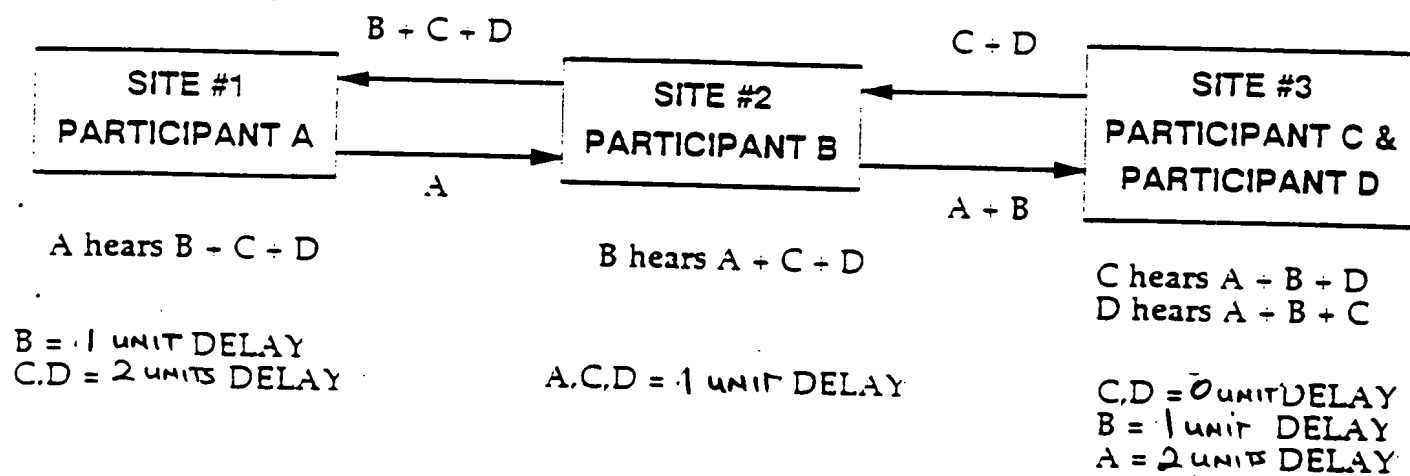 B + C + D
C + D
SITE #1
PARTICIPANT A
SITE #2
PARTICIPANT B
SITE #3
PARTICIPANT C &
PARTICIPANT D
A
A + B
A hears B + C + D
B hears A + C + D
C hears A + B + D
D hears A + B + C
B = 1 UNIT DELAY
C,D = 2 UNITS DELAY
A,C,D = 1 UNIT DELAY
C,D = 0 UNIT DELAY
B = 1 UNIT DELAY
A = 2 UNITS DELAY